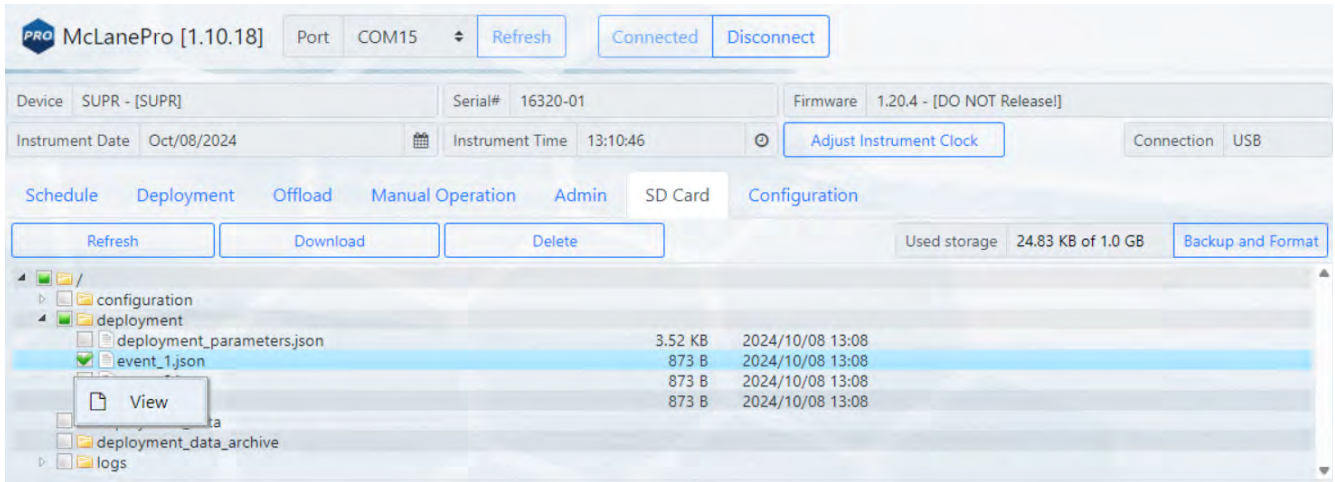 PRO McLanePro [1.10.18] Port COM15 Refresh Connected Disconnect
Device SUPR - [SUPR] Serial# 16320-01 Firmware 1.20.4 - [DO NOT Release!]
Instrument Date Oct/08/2024 Instrument Time 13:10:46 Adjust Instrument Clock Connection USB
Schedule Deployment Offload Manual Operation Admin SD Card Configuration
Refresh Download Delete Used storage 24.83 KB of 1.0 GB Backup and Format
/
configuration
deployment
deployment_parameters.json 3.52 KB 2024/10/08 13:08
event_1.json 873 B 2024/10/08 13:08
873 B 2024/10/08 13:08
View 873 B 2024/10/08 13:08
deployment_data_archive
logs